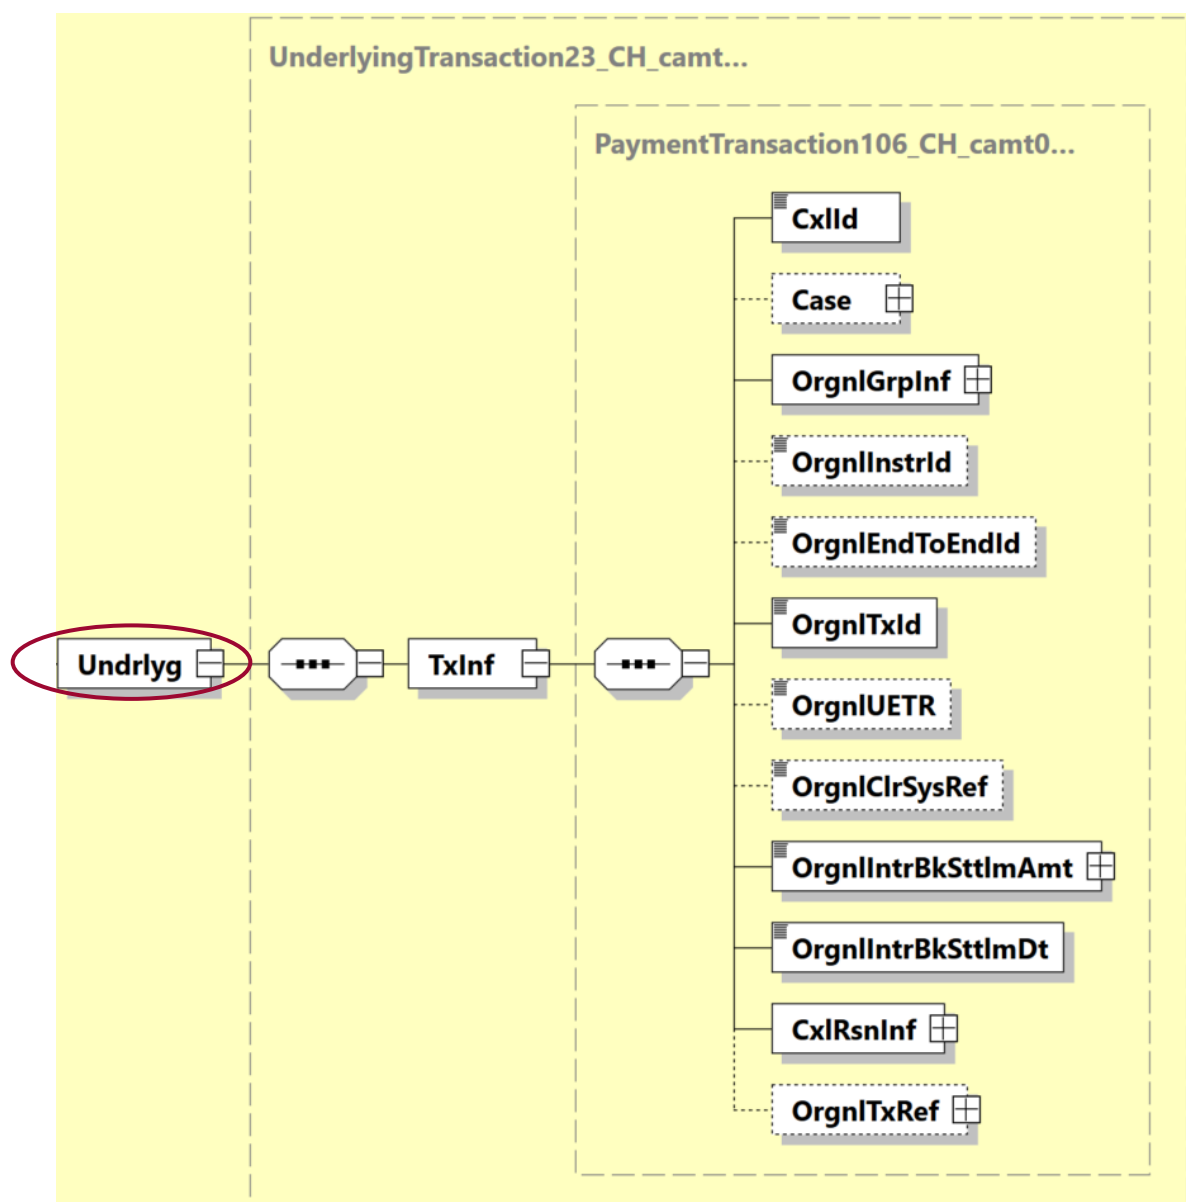 UnderlyingTransaction23_CH_camt...
PaymentTransaction106_CH_camt0...
CxlId
Case
OrgnlGrpInf
OrgnlInstrId
OrgnlEndToEndId
OrgnlTxId
Undrlyg
TxInf
OrgnlUETR
OrgnlClrSysRef
OrgnlIntrBkSttlmAmt
OrgnlIntrBkSttlmDt
CxlRsnInf
OrgnlTxRef